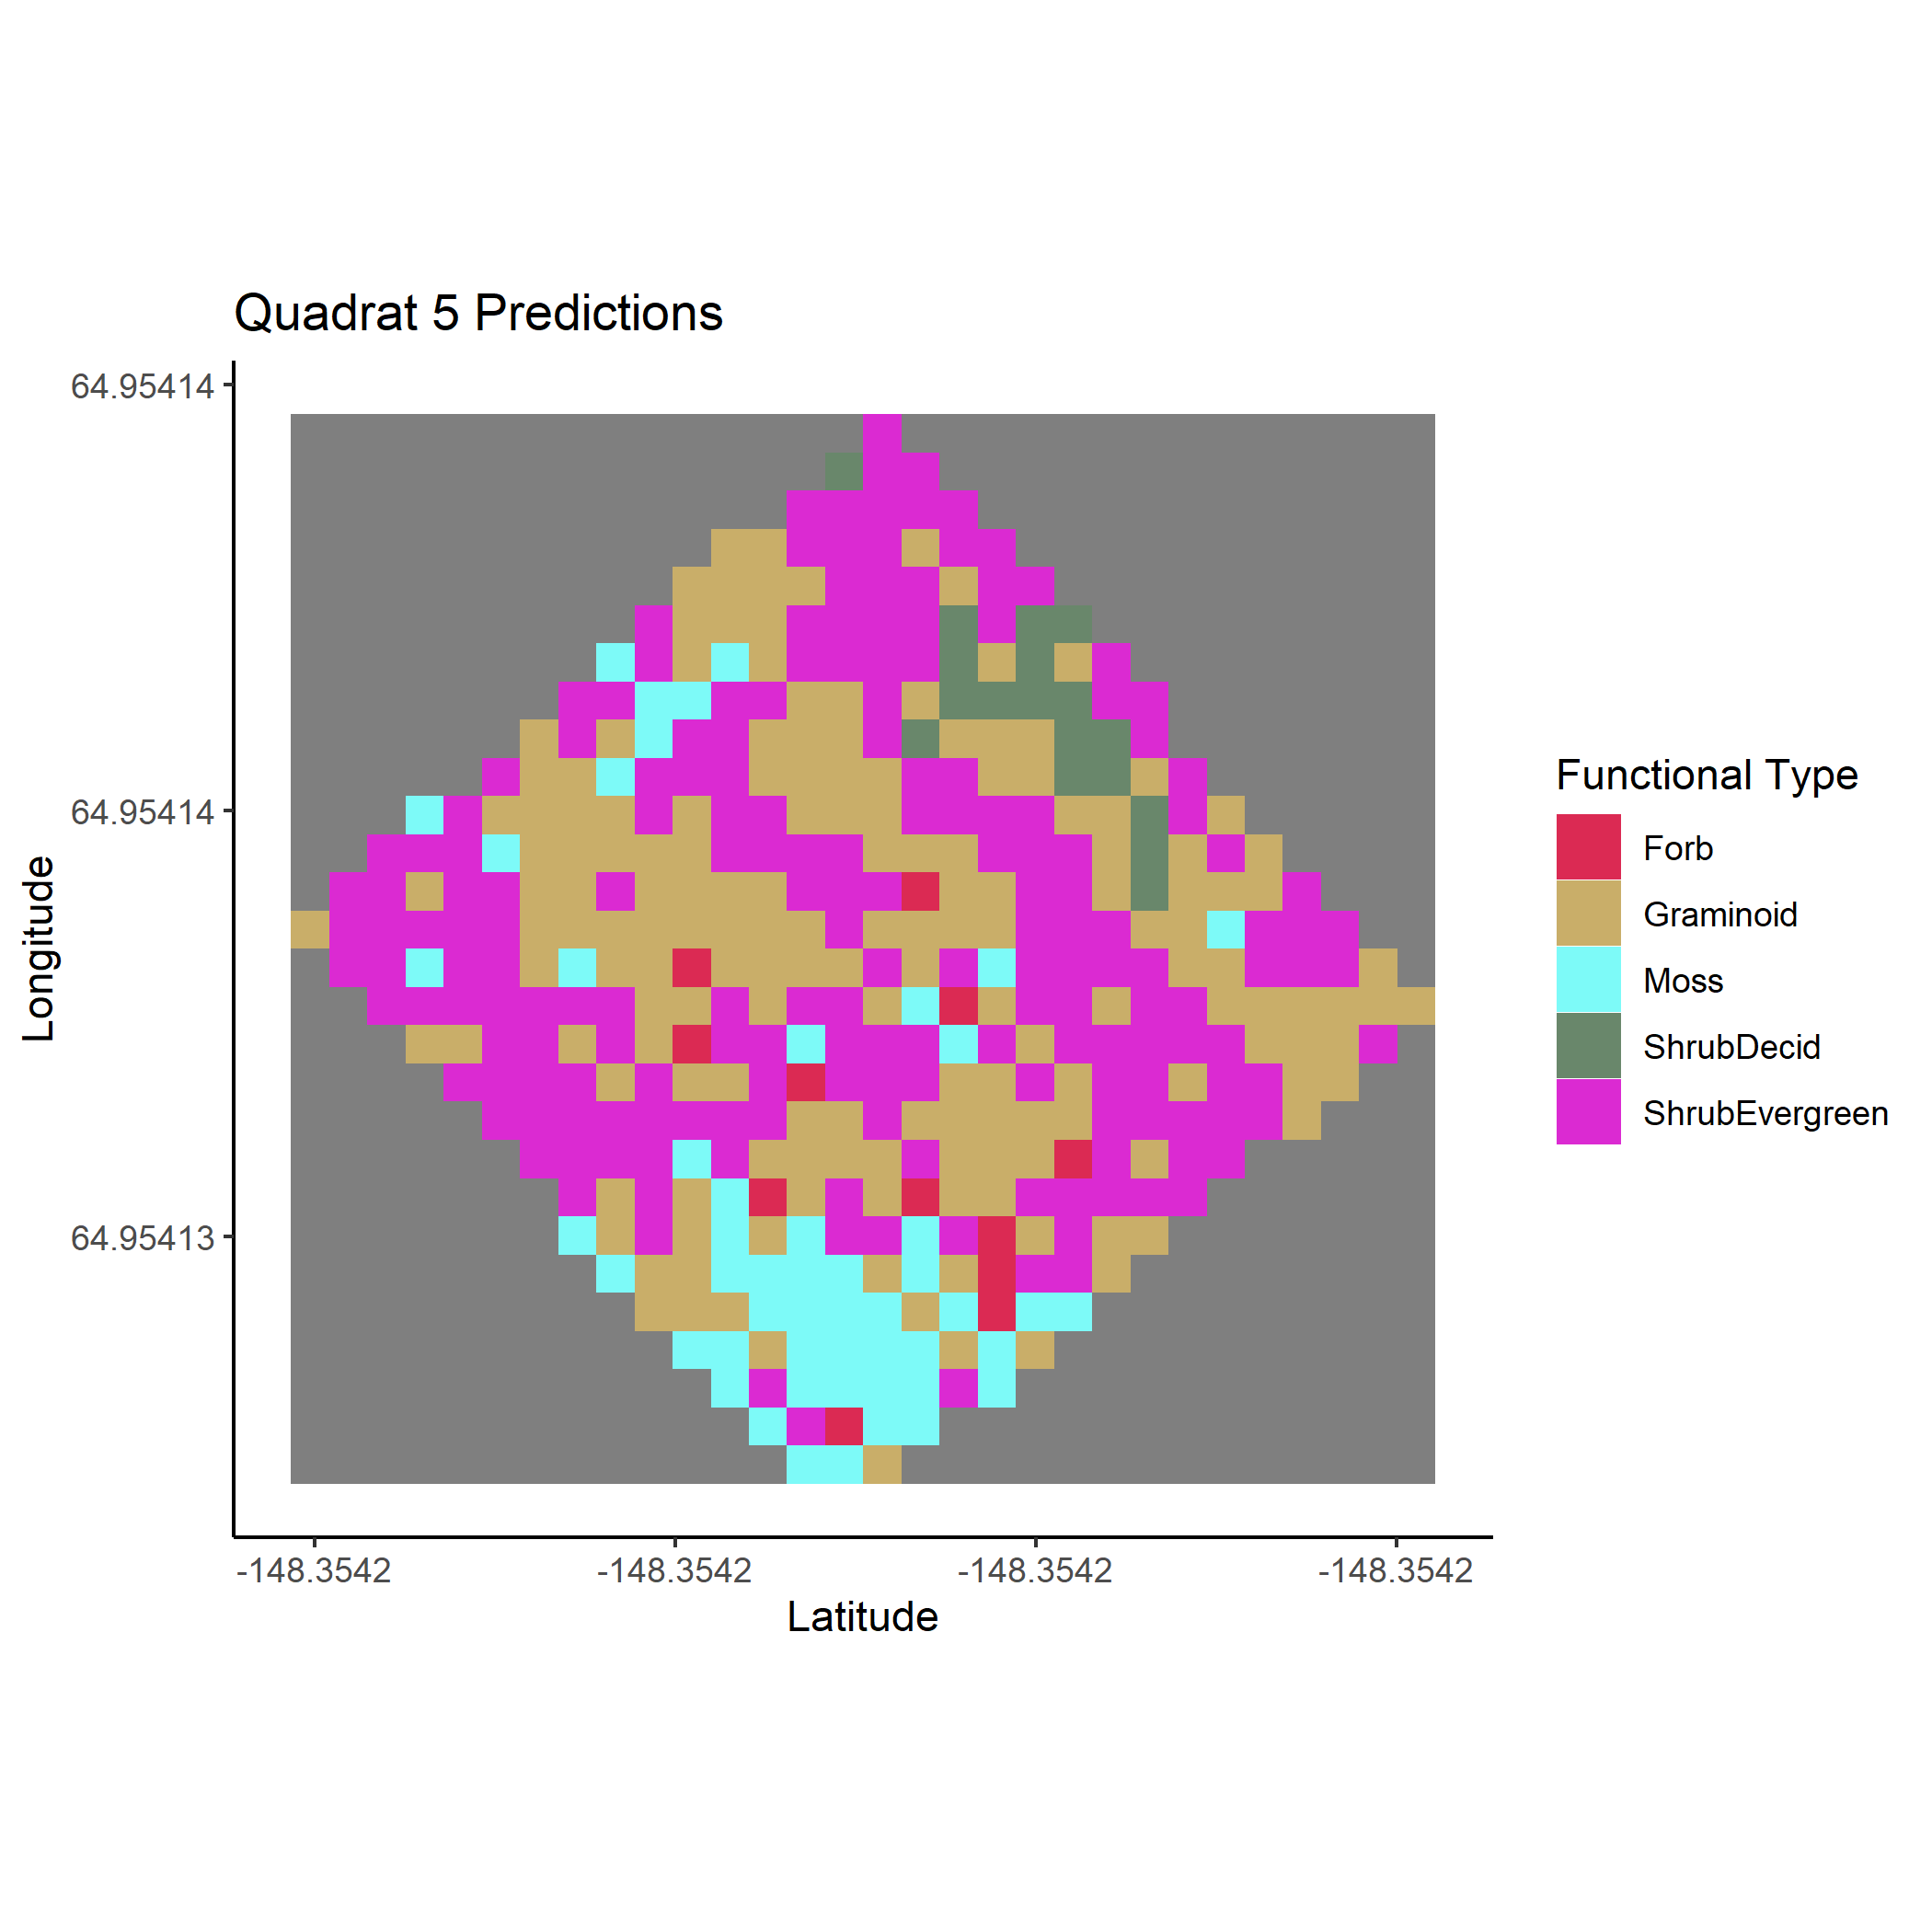 Quadrat 5 Predictions
64.95414
64.95414
64.95413
Longitude
-148.3542 -148.3542 -148.3542 -148.3542
Latitude
Functional Type
Forb
Graminoid
Moss
ShrubDecid
ShrubEvergreen